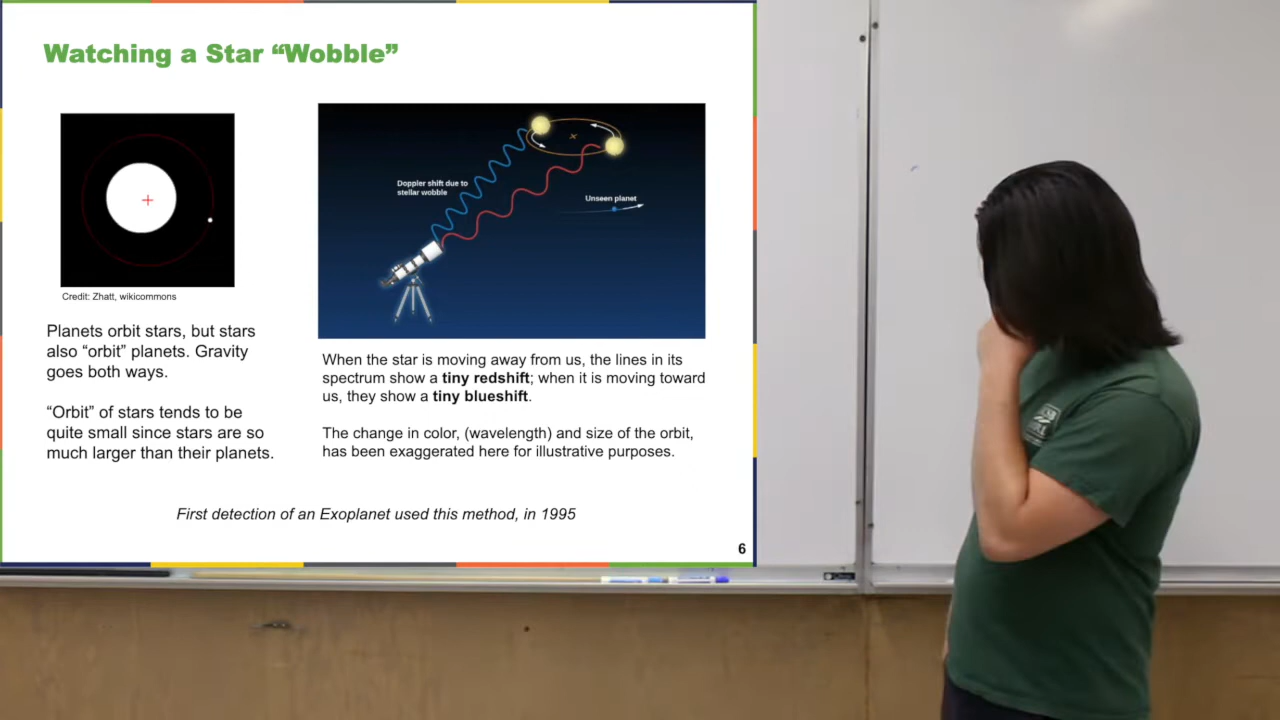 Watching a Star “Wobble”
Credit: Zhatt, wikicommons
Planets orbit stars, but stars
also “orbit” planets. Gravity
goes both ways.
“Orbit” of stars tends to be
quite small since stars are so
much larger than their planets.
Doppler shift due to
stellar wobble
Unseen planet
When the star is moving away from us, the lines in its
spectrum show a tiny redshift; when it is moving toward
us, they show a tiny blueshift.
The change in color, (wavelength) and size of the orbit,
has been exaggerated here for illustrative purposes.
First detection of an Exoplanet used this method, in 1995
6